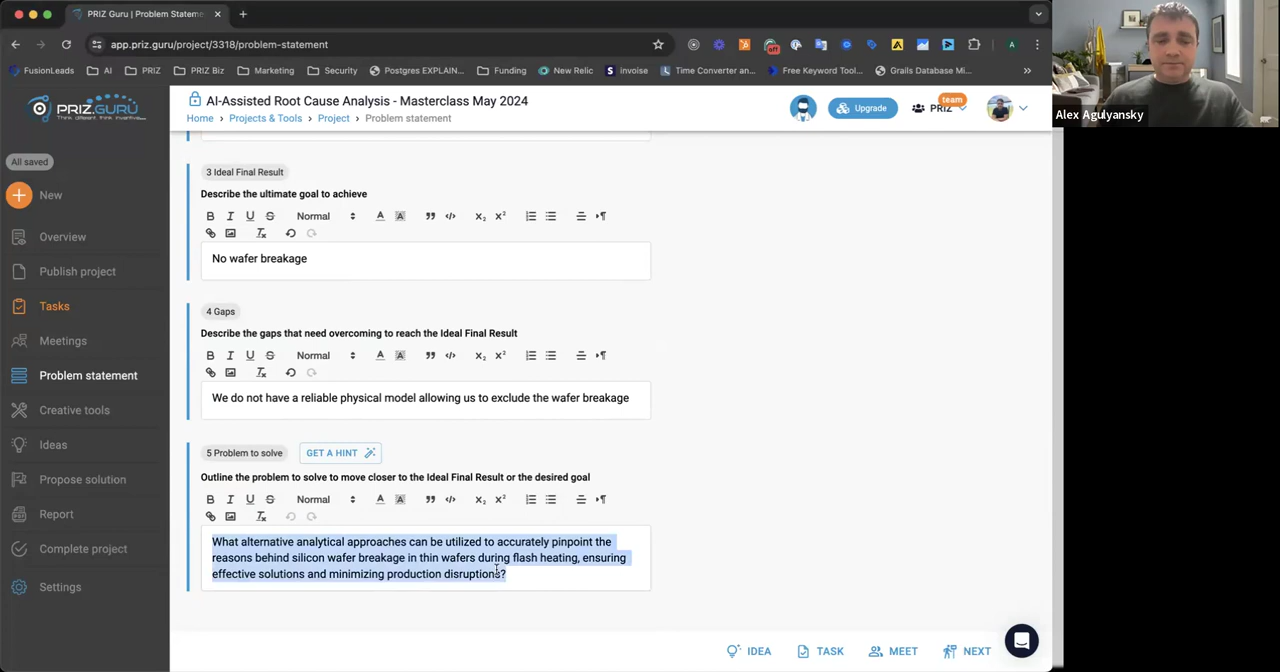 PRIZ Guru | Problem Stateme
app.priz.guru/project/3318/problem-statement
FusionLeads
AI
PRIZ
PRIZ Biz
Marketing
Security
Postgres EXPLAIN...
Funding
New Relic
invoise
Time Converter an...
Free Keyword Tool...
Grails Database Mi...
off
A
Alex Agulyansky
PRIZ.GURU
Think different, think inventive.
AI-Assisted Root Cause Analysis - Masterclass May 2024
Home
Projects & Tools
Project
Problem statement
Upgrade
PRIZ
team
All saved
New
Overview
Publish project
Tasks
Meetings
Problem statement
Creative tools
Ideas
Propose solution
Report
Complete project
Settings
3 Ideal Final Result
Describe the ultimate goal to achieve
Normal
No wafer breakage
4 Gaps
Describe the gaps that need overcoming to reach the Ideal Final Result
Normal
We do not have a reliable physical model allowing us to exclude the wafer breakage
5 Problem to solve
GET A HINT
Outline the problem to solve to move closer to the Ideal Final Result or the desired goal
Normal
What alternative analytical approaches can be utilized to accurately pinpoint the
reasons behind silicon wafer breakage in thin wafers during flash heating, ensuring
effective solutions and minimizing production disruptions?
IDEA
TASK
MEET
NEXT